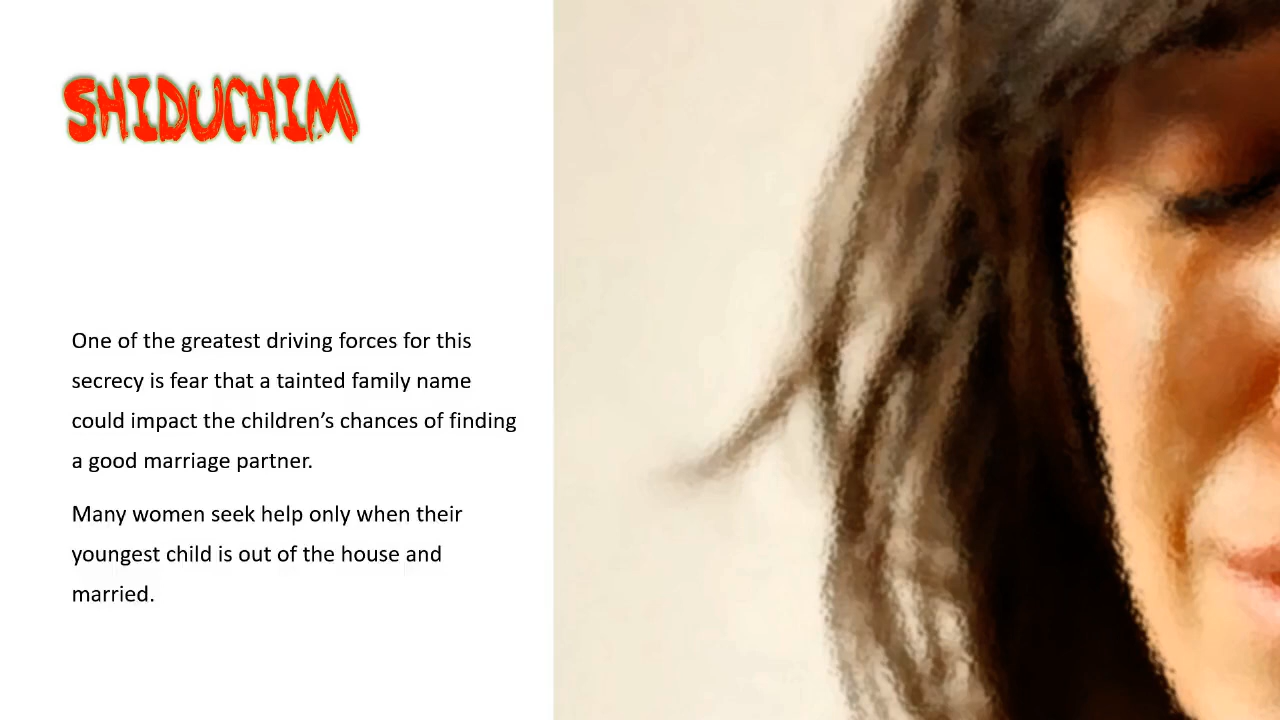 SHIDUCHIM
One of the greatest driving forces for this
secrecy is fear that a tainted family name
could impact the children’s chances of finding
a good marriage partner.
Many women seek help only when their
youngest child is out of the house and
married.